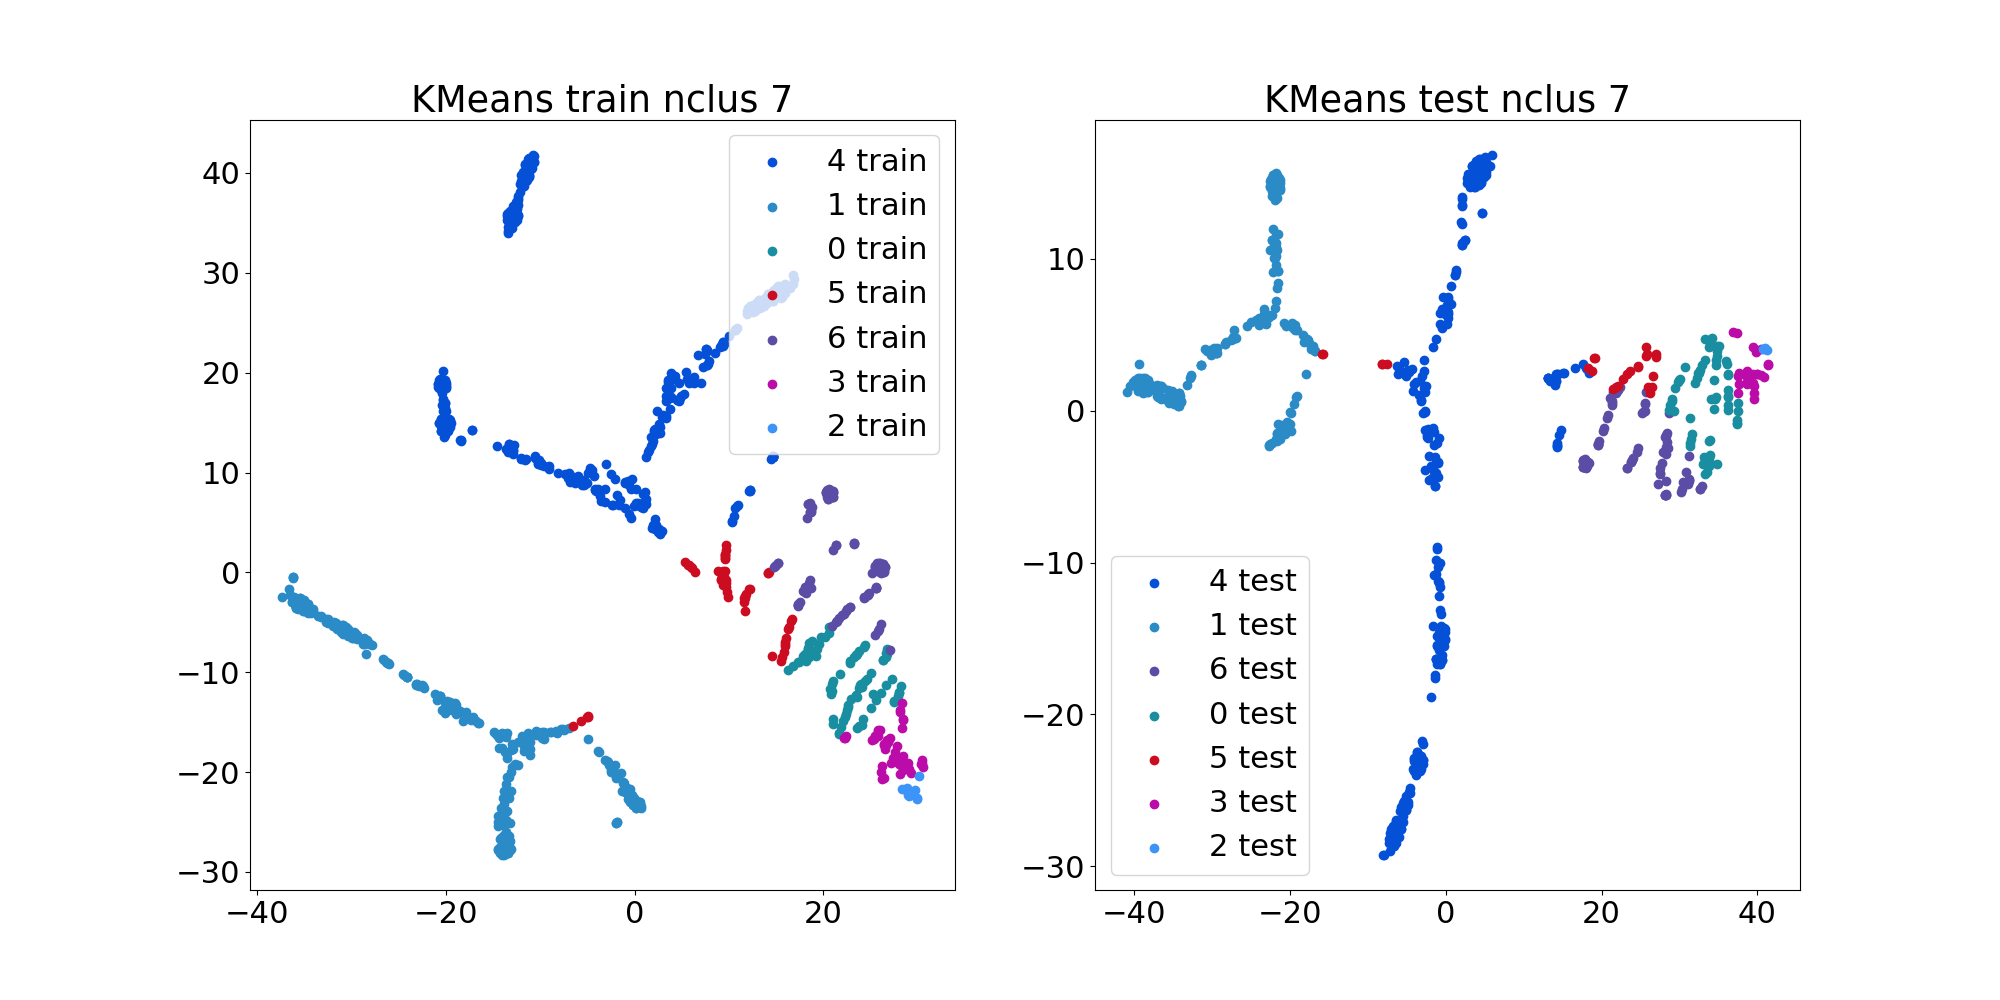 KMeans train nclus 7
40
30
20
10
0
−10
−20
−30
−40
−20
0
20
4 train
1 train
0 train
5 train
6 train
3 train
2 train
KMeans test nclus 7
10
0
−10
−20
−30
−40
−20
0
20
40
4 test
1 test
6 test
0 test
5 test
3 test
2 test